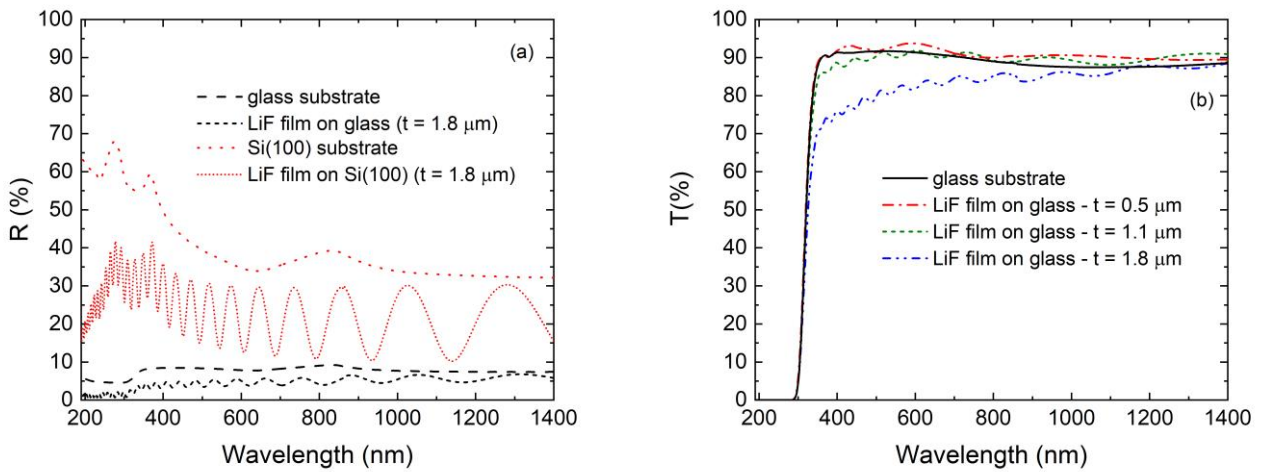 (a)
glass substrate
LiF film on glass (t = 1.8 μm)
Si(100) substrate
LiF film on Si(100) (t = 1.8 μm)
R (%)
100
90
80
70
60
50
40
30
20
10
0
200 400 600 800 1000 1200 1400
Wavelength (nm)
(b)
glass substrate
LiF film on glass - t = 0.5 μm
LiF film on glass - t = 1.1 μm
LiF film on glass - t = 1.8 μm
T(%)
100
90
80
70
60
50
40
30
20
10
0
200 400 600 800 1000 1200 1400
Wavelength (nm)